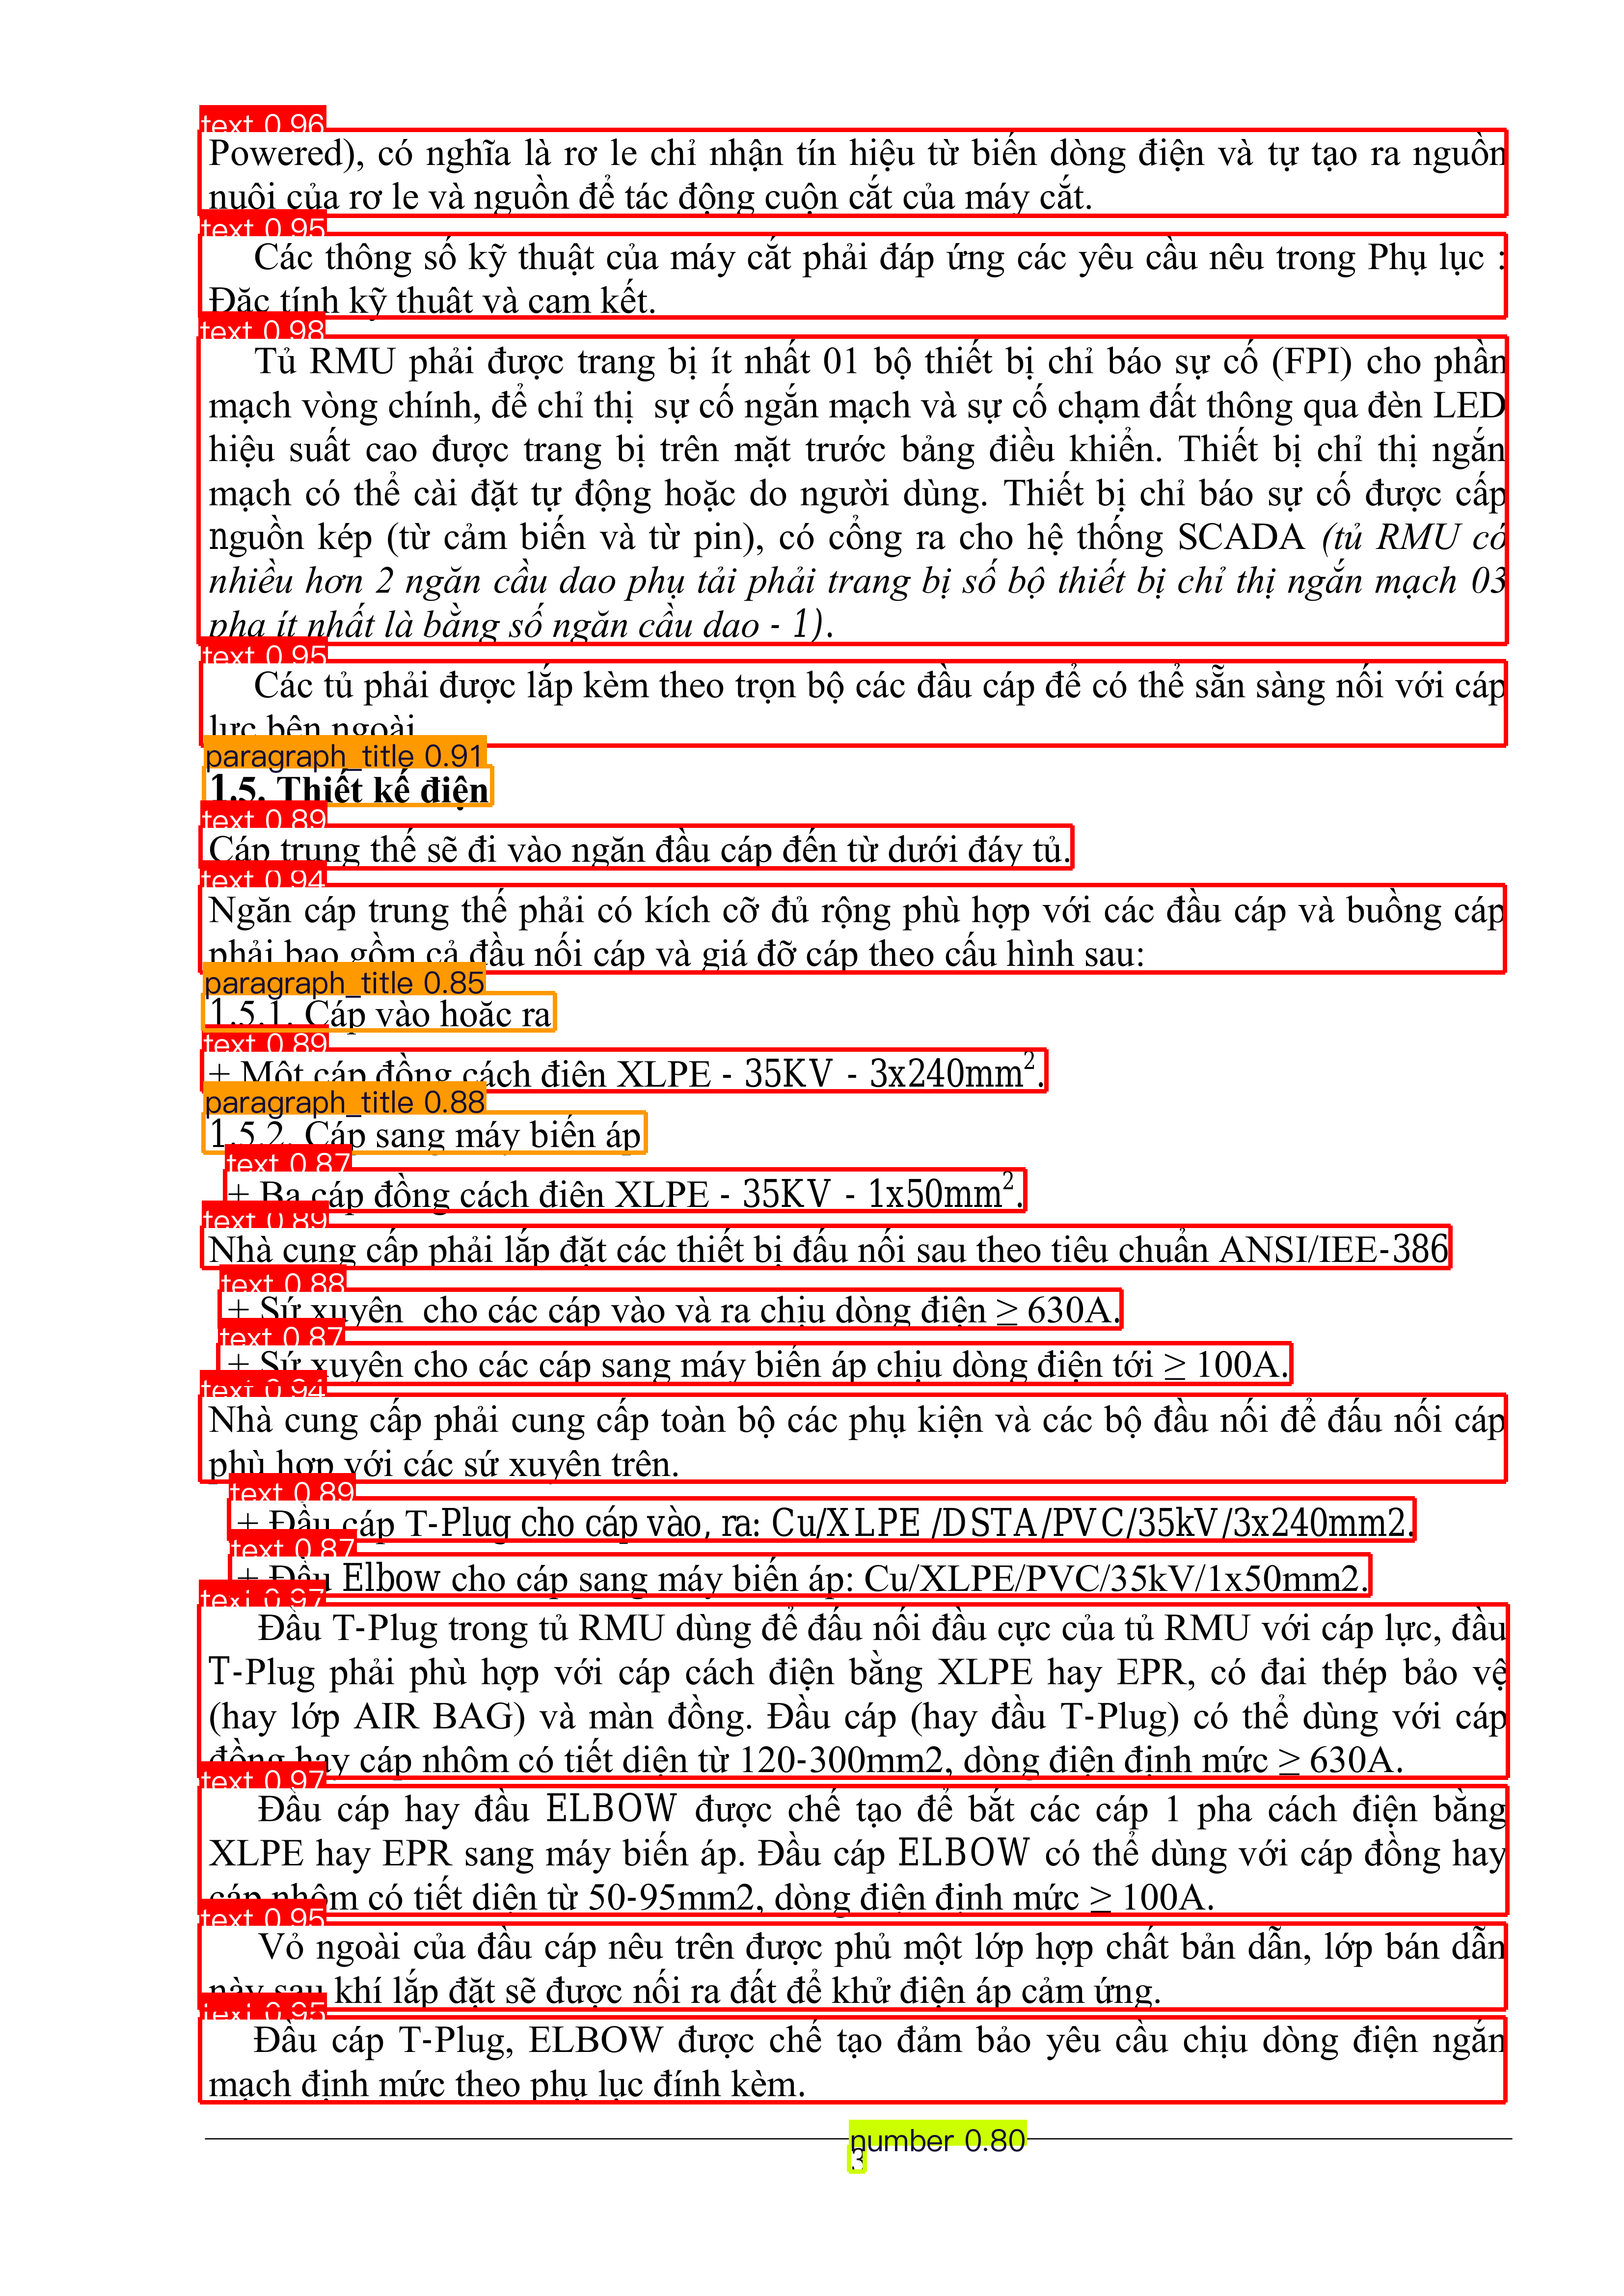 text 0.96
Powered), có nghĩa là rơ le chỉ nhận tín hiệu từ biến dòng điện và tự tạo ra nguồn
nuôi của rơ le và nguồn để tác động cuộn cắt của máy cắt.
text 0.95
Các thông số kỹ thuật của máy cắt phải đáp ứng các yêu cầu nêu trong Phụ lục :
Đặc tính kỹ thuật và cam kết.
text 0.98
Tủ RMU phải được trang bị ít nhất 01 bộ thiết bị chỉ báo sự cố (FPI) cho phần
mạch vòng chính, để chỉ thị sự cố ngắn mạch và sự cố chạm đất thông qua đèn LED
hiệu suất cao được trang bị trên mặt trước bảng điều khiển. Thiết bị chỉ thị ngắn
mạch có thể cài đặt tự động hoặc do người dùng. Thiết bị chỉ báo sự cố được cấp
nguồn kép (từ cảm biến và từ pin), có cổng ra cho hệ thống SCADA (tủ RMU có
nhiều hơn 2 ngăn cầu dao phụ tải phải trang bị số bộ thiết bị chỉ thị ngắn mạch 03
pha ít nhất là bằng số ngăn cầu dao - 1).
text 0.95
Các tủ phải được lắp kèm theo trọn bộ các đầu cáp để có thể sẵn sàng nối với cáp
lực bên ngoài
paragraph_title 0.91
1.5. Thiết kế điện
text 0.89
Cáp trung thế sẽ đi vào ngăn đầu cáp đến từ dưới đáy tủ.
text 0.94
Ngăn cáp trung thế phải có kích cỡ đủ rộng phù hợp với các đầu cáp và buồng cáp
phải bao gồm cả đầu nối cáp và giá đỡ cáp theo cấu hình sau:
paragraph_title 0.85
1.5.1. Cáp vào hoặc ra
text 0.89
+ Một cáp đồng cách điện XLPE - 35KV - 3x240mm².
paragraph_title 0.88
1.5.2. Cáp sang máy biến áp
text 0.87
+ Ba cáp đồng cách điện XLPE - 35KV - 1x50mm².
text 0.89
Nhà cung cấp phải lắp đặt các thiết bị đấu nối sau theo tiêu chuẩn ANSI/IEE-386
text 0.88
+ Sứ xuyên cho các cáp vào và ra chịu dòng điện ≥ 630A.
text 0.87
+ Sứ xuyên cho các cáp sang máy biến áp chịu dòng điện tới ≥ 100A.
text 0.94
Nhà cung cấp phải cung cấp toàn bộ các phụ kiện và các bộ đầu nối để đấu nối cáp
phù hợp với các sứ xuyên trên.
text 0.89
+ Đầu cáp T-Plug cho cáp vào, ra: Cu/XLPE /DSTA/PVC/35kV/3x240mm2.
text 0.87
+ Đầu Elbow cho cáp sang máy biến áp: Cu/XLPE/PVC/35kV/1x50mm2.
text 0.97
Đầu T-Plug trong tủ RMU dùng để đấu nối đầu cực của tủ RMU với cáp lực, đầu
T-Plug phải phù hợp với cáp cách điện bằng XLPE hay EPR, có đai thép bảo vệ
(hay lớp AIR BAG) và màn đồng. Đầu cáp (hay đầu T-Plug) có thể dùng với cáp
đồng hay cáp nhôm có tiết diện từ 120-300mm2, dòng điện định mức ≥ 630A.
text 0.97
Đầu cáp hay đầu ELBOW được chế tạo để bắt các cáp 1 pha cách điện bằng
XLPE hay EPR sang máy biến áp. Đầu cáp ELBOW có thể dùng với cáp đồng hay
cáp nhôm có tiết diện từ 50-95mm2, dòng điện định mức ≥ 100A.
text 0.95
Vỏ ngoài của đầu cáp nêu trên được phủ một lớp hợp chất bản dẫn, lớp bán dẫn
này sau khí lắp đặt sẽ được nối ra đất để khử điện áp cảm ứng.
text 0.95
Đầu cáp T-Plug, ELBOW được chế tạo đảm bảo yêu cầu chịu dòng điện ngắn
mạch định mức theo phụ lục đính kèm.
number 0.80
3